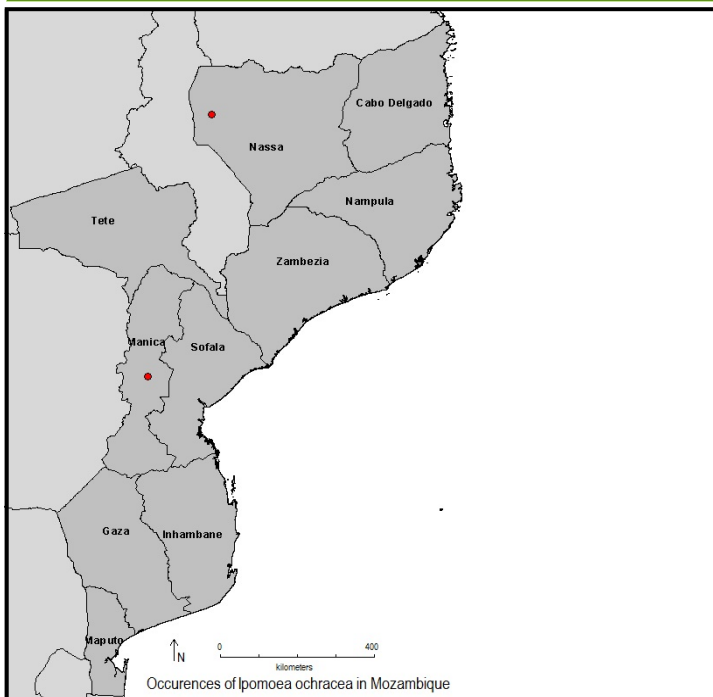 Cabo Delgado
Nassa
Nampula
Tete
Zambezia
Manica
Sofala
Gaza
Inhambane
Maputo
N
0 400
kilometers
Occurences of Ipomoea ochracea in Mozambique